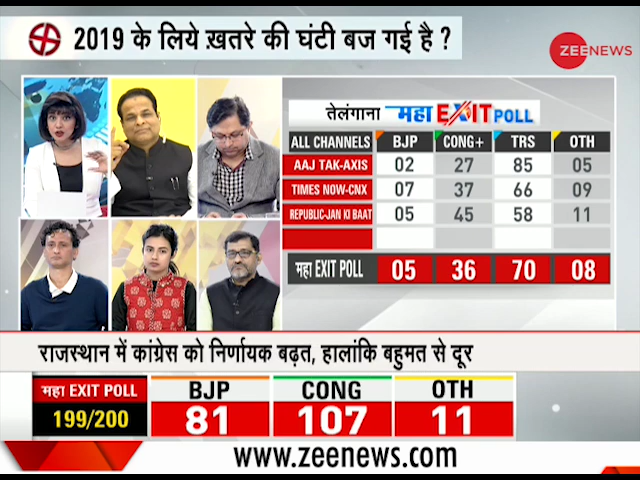 2019 के लिये ख़तरे की घंटी बज गई है ?
ZEE NEWS
तेलंगाना महा EXIT POLL
ALL CHANNELS BJP CONG+ TRS OTH
AAJ TAK-AXIS 02 27 85 05
TIMES NOW-CNX 07 37 66 09
REPUBLIC-JAN KI BAAT 05 45 58 11
महा EXIT POLL 05 36 70 08
राजस्थान में कांग्रेस को निर्णायक बढ़त, हालांकि बहुमत से दूर
महा EXIT POLL BJP CONG OTH
199/200 81 107 11
www.zeenews.com